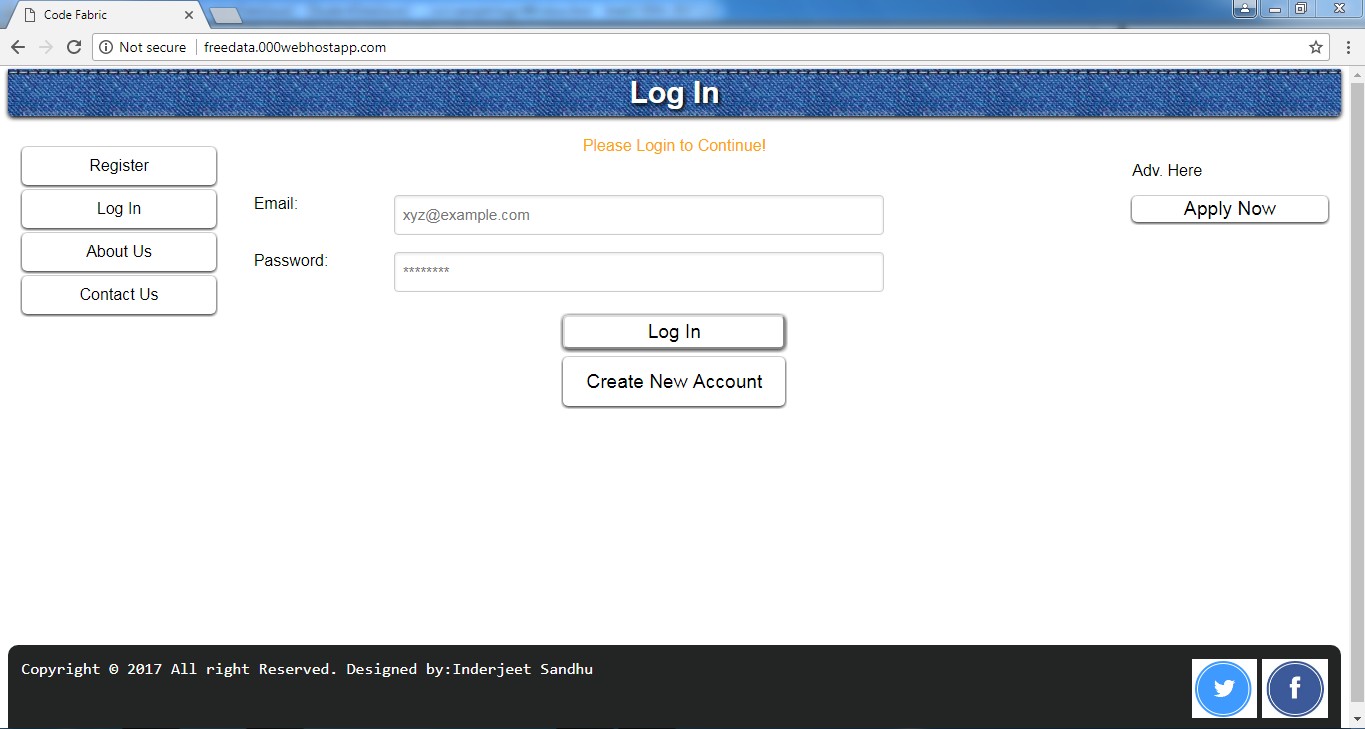 Code Fabric
Not secure
freedata.000webhostapp.com
Log In
Please Login to Continue!
Register
Log In
About Us
Contact Us
Email:
xyz@example.com
Password:
********
Log In
Create New Account
Adv. Here
Apply Now
Copyright © 2017 All right Reserved. Designed by:Inderjeet Sandhu
f